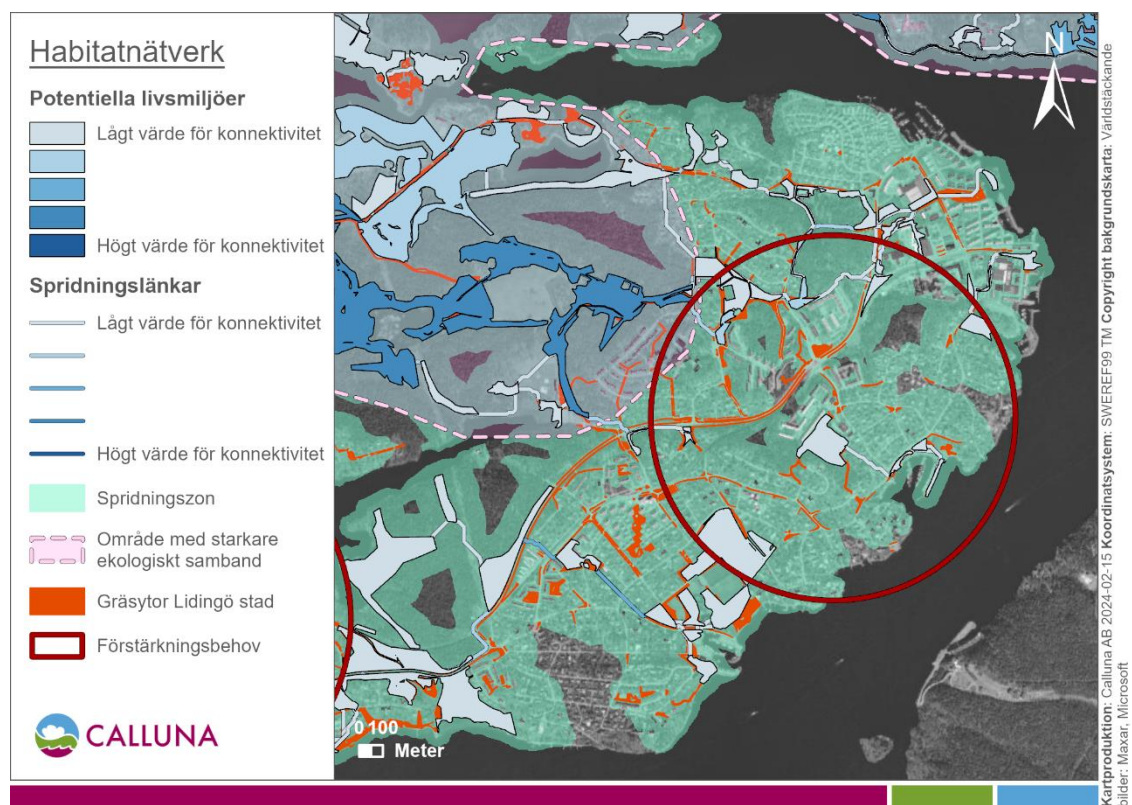 Habitatnätverk
Potentiella livsmiljöer
Lågt värde för konnektivitet
Högt värde för konnektivitet
Spridningslänkar
Lågt värde för konnektivitet
Högt värde för konnektivitet
Spridningszon
Område med starkare
ekologiskt samband
Gräsytor Lidingö stad
Förstärkningsbehov
CALLUNA
N
0 100
Meter
Kartproduktion: Calluna AB 2024-02-15 Koordinatsystem: SWEREF99 TM Copyright bakgrundskarta: Världstäckande
bilder: Maxar, Microsoft